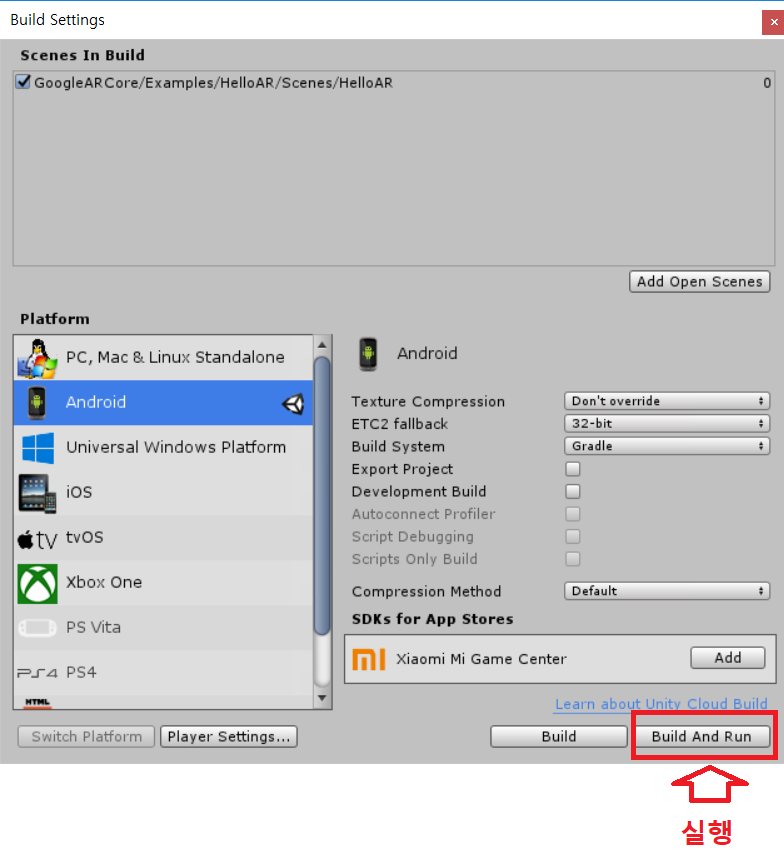 Build Settings
Scenes In Build
GoogleARCore/Examples/HelloAR/Scenes/HelloAR 0
Add Open Scenes
Platform
PC, Mac & Linux Standalone
Android
Universal Windows Platform
iOS
tv tvOS
Xbox One
PS Vita
PS4 PS4
HTML
Android
Texture Compression Don't override
ETC2 fallback 32-bit
Build System Gradle
Export Project
Development Build
Autoconnect Profiler
Script Debugging
Scripts Only Build
Compression Method Default
SDKs for App Stores
MI Xiaomi Mi Game Center Add
Learn about Unity Cloud Build
Switch Platform Player Settings... Build Build And Run
실행